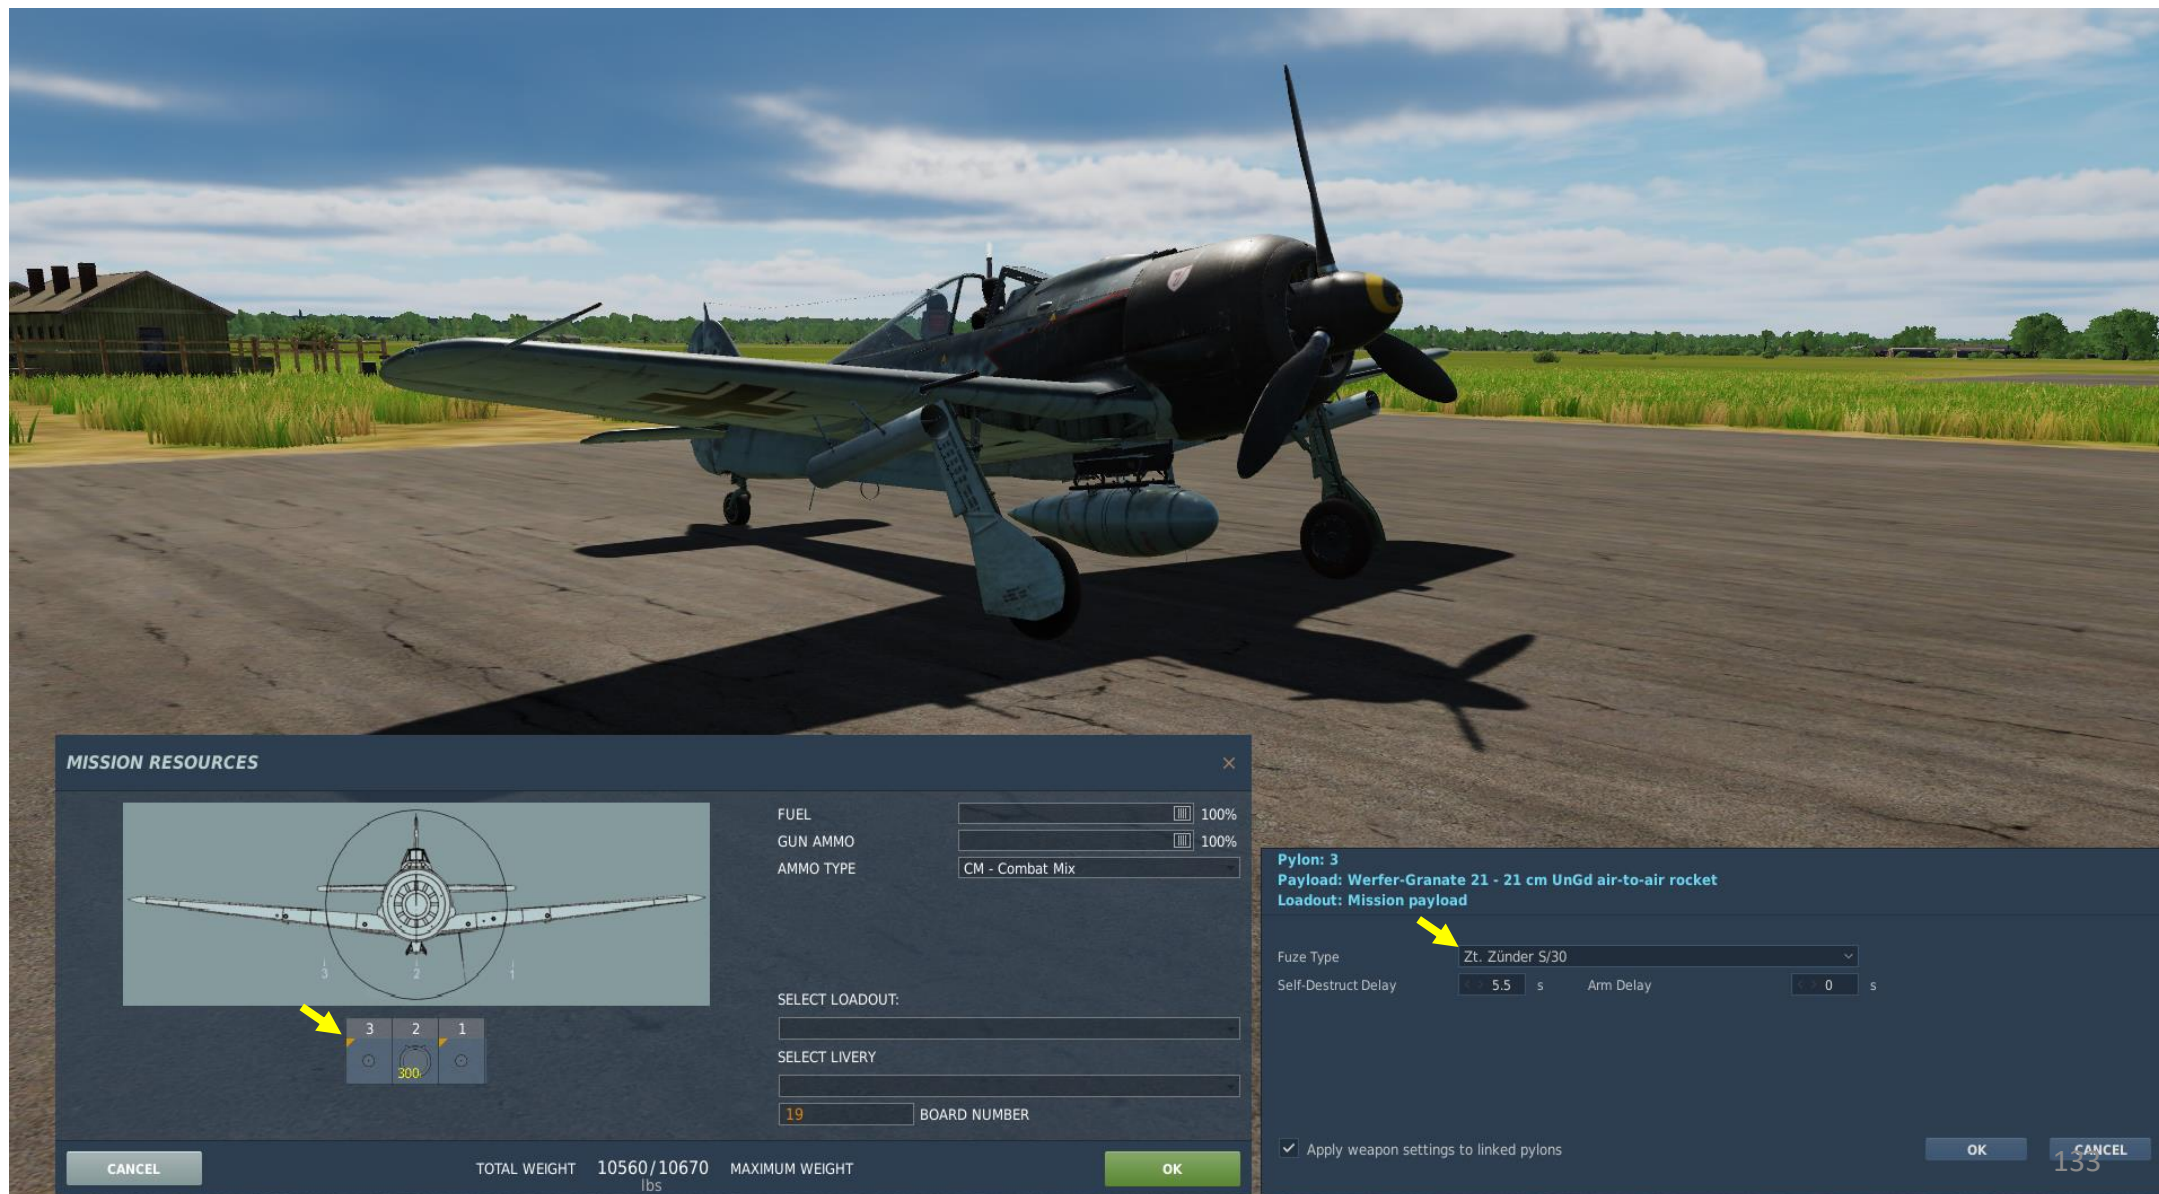 MISSION RESOURCES
FUEL 100%
GUN AMMO 100%
AMMO TYPE CM - Combat Mix
3 2 1
SELECT LOADOUT:
3 2 1
300
SELECT LIVERY
19 BOARD NUMBER
CANCEL TOTAL WEIGHT 10560/10670 MAXIMUM WEIGHT OK
lbs
Pylon: 3
Payload: Werfer-Granate 21 - 21 cm UnGd air-to-air rocket
Loadout: Mission payload
Fuze Type Zt. Zünder S/30
Self-Destruct Delay 5.5 s Arm Delay 0 s
Apply weapon settings to linked pylons OK CANCEL
133